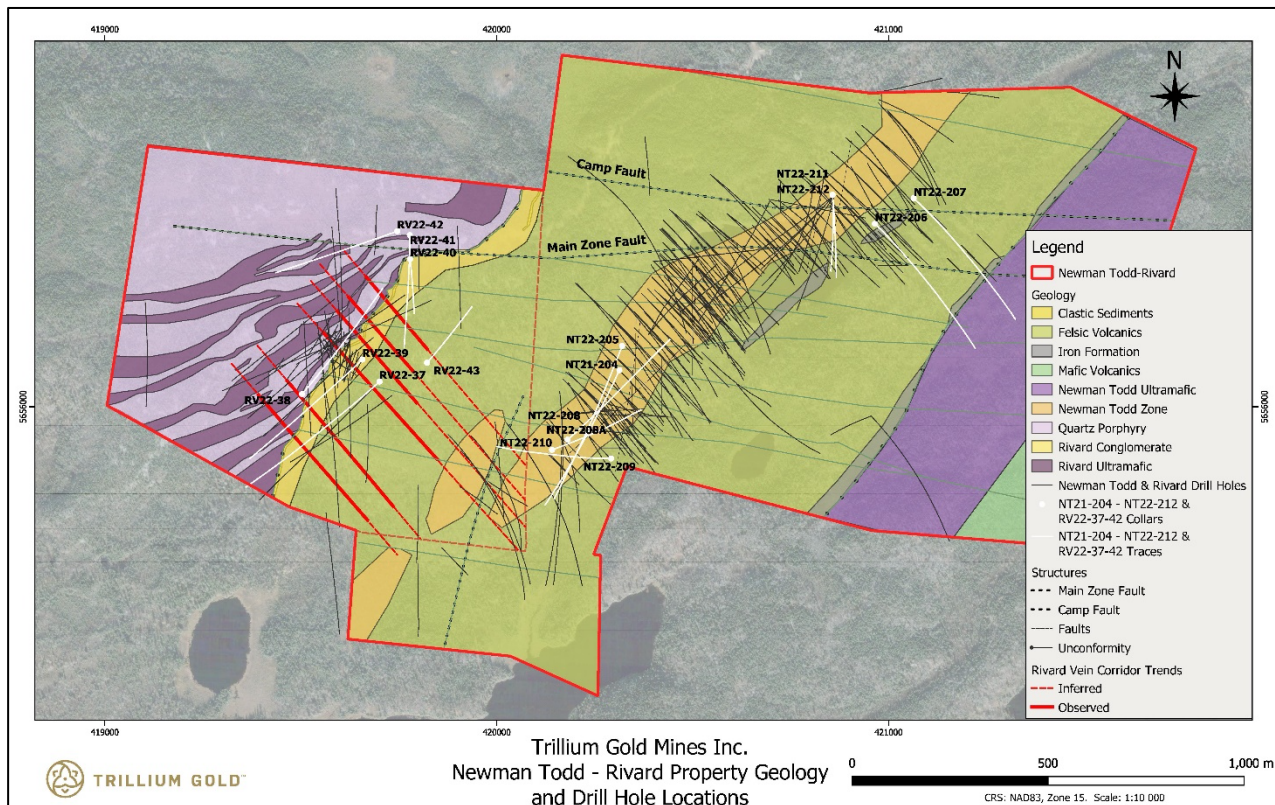 419000
420000
421000
N
Camp Fault
NT22-211
NT22-212
NT22-207
NT22-206
RV22-42
RV22-41
RV22-40
Main Zone Fault
Legend
Newman Todd-Rivard
Geology
Clastic Sediments
Felsic Volcanics
Iron Formation
Mafic Volcanics
Newman Todd Ultramafic
Newman Todd Zone
Quartz Porphyry
Rivard Conglomerate
Rivard Ultramafic
Newman Todd & Rivard Drill Holes
NT21-204 - NT22-212 &
RV22-37-42 Collars
NT21-204 - NT22-212 &
RV22-37-42 Traces
Structures
Main Zone Fault
Camp Fault
Faults
Unconformity
Rivard Vein Corridor Trends
Inferred
Observed
NT22-205
NT21-204
RV22-39
RV22-43
RV22-37
RV22-38
5656000
5656000
NT22-208
NT22-208A
NT22-210
NT22-209
419000
420000
421000
TRILLIUM GOLD™
Trillium Gold Mines Inc.
Newman Todd - Rivard Property Geology
and Drill Hole Locations
0 500 1,000 m
CRS: NAD83, Zone 15. Scale: 1:10 000